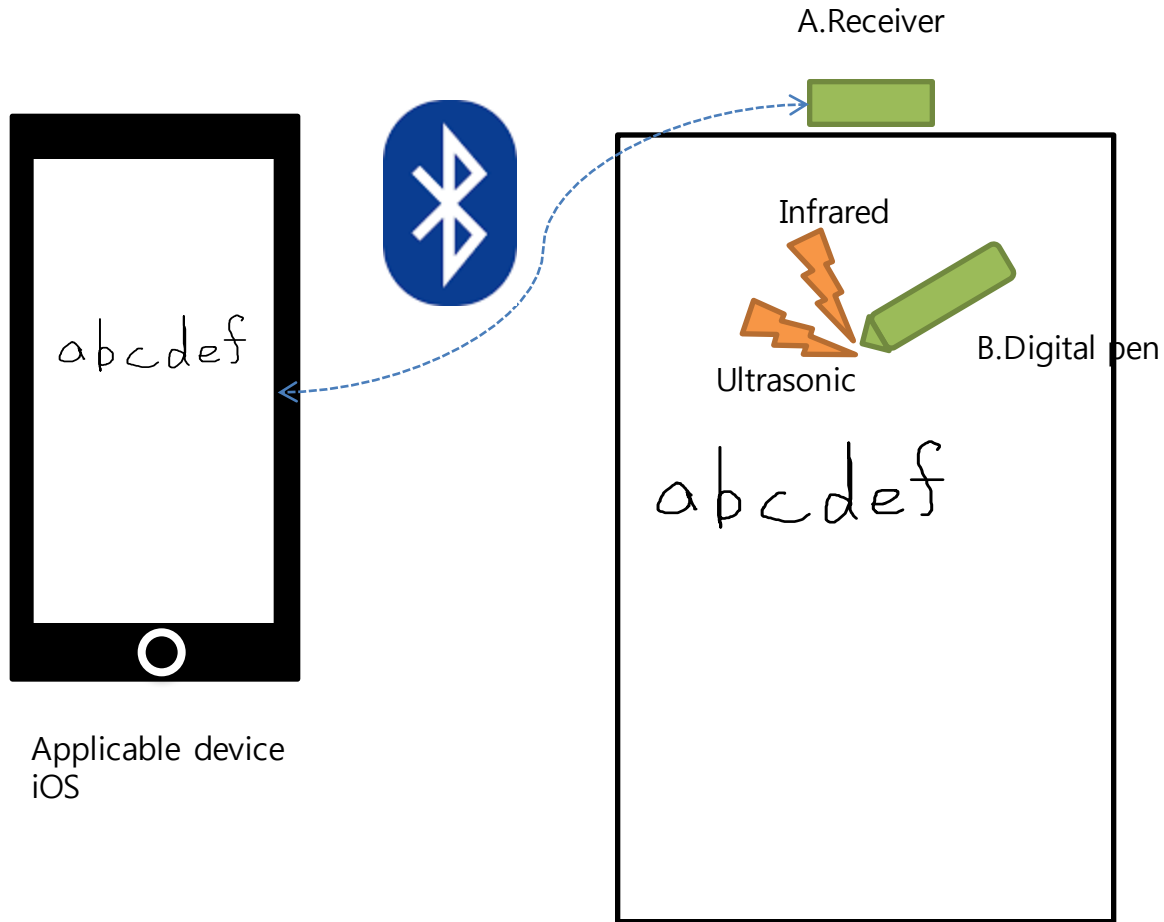 A.Receiver
Infrared
B.Digital pen
Ultrasonic
abcdef
abcdef
Applicable device
iOS